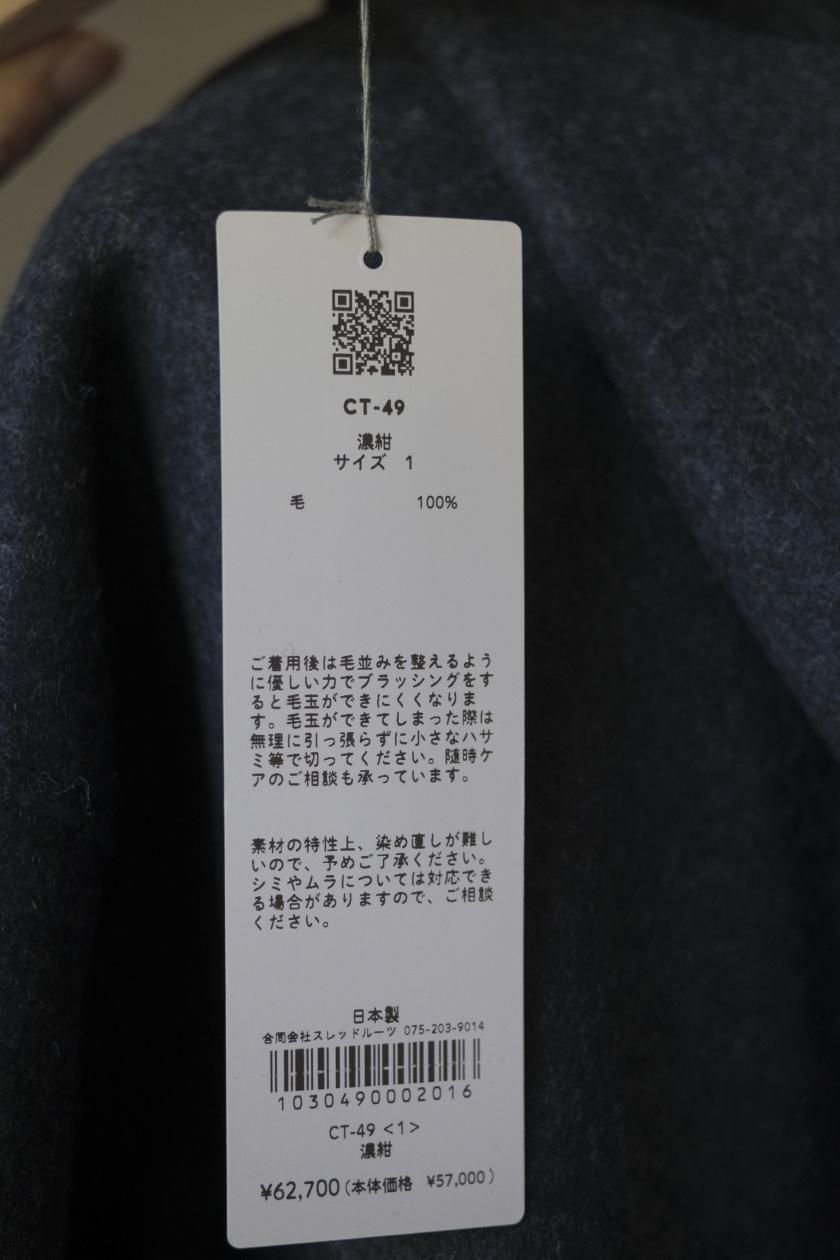 CT-49
濃紺
サイズ 1
毛 100%
ご着用後は毛並みを整えるよう
に優しい力でブラッシングをす
ると毛玉ができにくくなりま
す。毛玉ができてしまった際は
無理に引っ張らずに小さなハサ
ミ等で切ってください。随時ケ
アのご相談も承っています。
素材の特性上、染め直しが難し
いので、予めご了承ください。
シミやムラについては対応でき
る場合がありますので、ご相談
ください。
日本製
合同会社スレッドルーツ 075-203-9014
1030490002016
CT-49 <1>
濃紺
¥62,700(本体価格 ¥57,000)